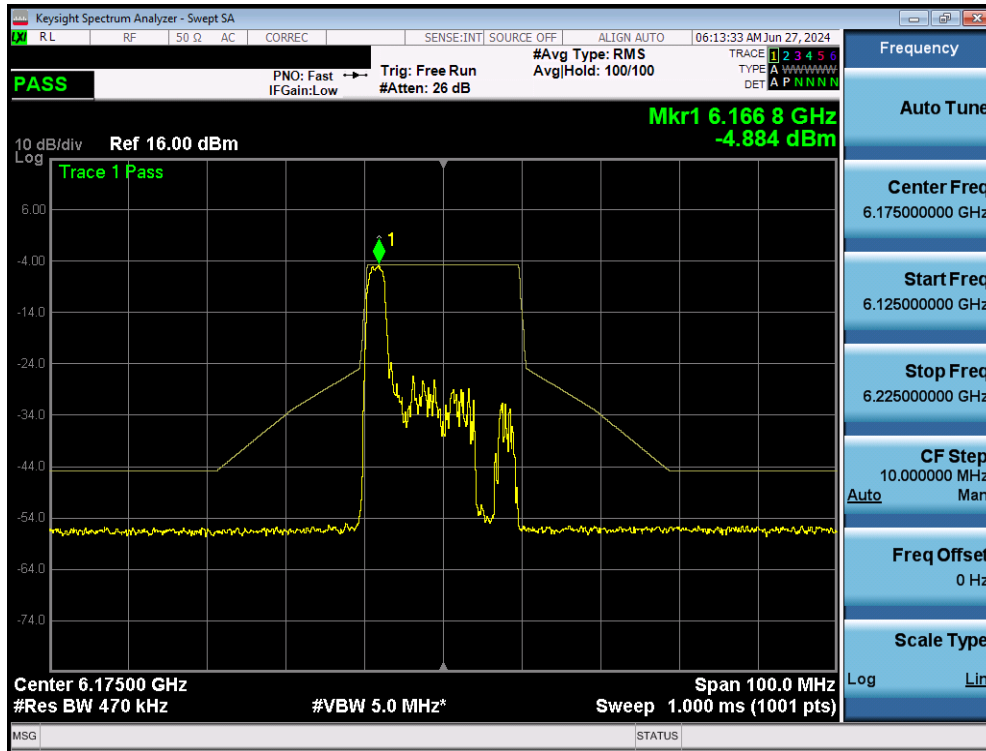 Keysight Spectrum Analyzer - Swept SA
LXI RL RF 50 Ω AC CORREC SENSE:INT SOURCE OFF ALIGN AUTO 06:13:33 AM Jun 27, 2024
PASS
PNO: Fast
IFGain:Low
Trig: Free Run
#Atten: 26 dB
#Avg Type: RMS
Avg|Hold: 100/100
TRACE 1 2 3 4 5 6
TYPE A WWWWW
DET A P N N N N
Mkr1 6.166 8 GHz
-4.884 dBm
10 dB/div Ref 16.00 dBm
Log
Trace 1 Pass
1
6.00
-4.00
-14.0
-24.0
-34.0
-44.0
-54.0
-64.0
-74.0
Center 6.17500 GHz Span 100.0 MHz
#Res BW 470 kHz #VBW 5.0 MHz* Sweep 1.000 ms (1001 pts)
MSG STATUS
Frequency
Auto Tune
Center Freq
6.175000000 GHz
Start Freq
6.125000000 GHz
Stop Freq
6.225000000 GHz
CF Step
10.000000 MHz
Auto Man
Freq Offset
0 Hz
Scale Type
Log Lin